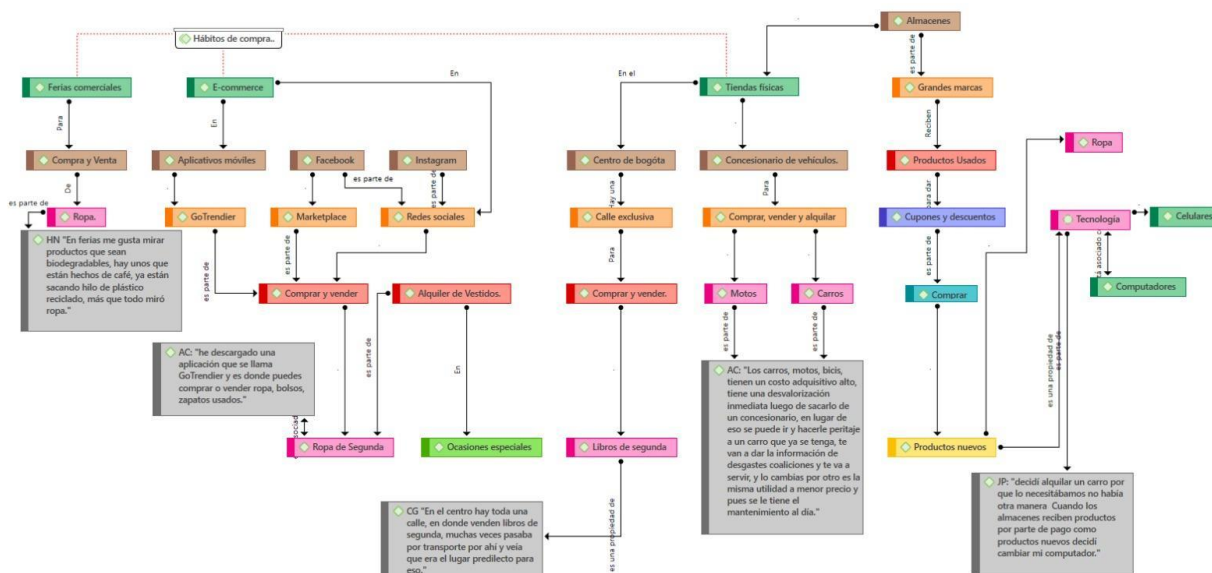 Almacenes
Hábitos de compra..
es parte de
En
En el
es parte de
Ferias comerciales
E-commerce
Tiendas físicas
Grandes marcas
Para
En
Reciben
Ropa
Compra y Venta
Aplicativos móviles
Facebook
Instagram
Centro de bogóta
Concesionario de vehículos.
Productos Usados
De
es parte de
es parte de
Hay una
Para
para dar
es parte de
Ropa.
GoTrendier
Marketplace
Redes sociales
Calle exclusiva
Comprar, vender y alquilar
Cupones y descuentos
Tecnología
Celulares
HN "En ferias me gusta mirar
productos que sean
biodegradables, hay unos que
están hechos de café, ya están
sacando hilo de plástico
reciclado, más que todo miró
ropa."
es parte de
es parte de
Para
es parte de
Comprar y vender
Alquiler de Vestidos.
Comprar y vender.
Motos
Carros
Comprar
Computadores
es parte de
En
es parte de
es parte de
es una propiedad de
es parte de
AC: "he descargado una
aplicación que se llama
GoTrendier y es donde puedes
comprar o vender ropa, bolsos,
zapatos usados."
AC: "Los carros, motos, bicis,
tienen un costo adquisitivo alto,
tiene una desvalorización
inmediata luego de sacarlo de
un concesionario, en lugar de
eso se puede ir y hacerle peritaje
a un carro que ya se tenga, te
van a dar la información de
desgastes coaliciones y te va a
servir, y lo cambias por otro es la
misma utilidad a menor precio y
pues se le tiene el
mantenimiento al día."
Ropa de Segunda
Ocasiones especiales
Libros de segunda
Productos nuevos
CG "En el centro hay toda una
calle, en donde venden libros de
segunda, muchas veces pasaba
por transporte por ahí y veía
que era el lugar predilecto para
eso."
es una propiedad de
JP: "decidí alquilar un carro por
que lo necesitábamos no había
otra manera Cuando los
almacenes reciben productos
por parte de pago como
productos nuevos decidí
cambiar mi computador."